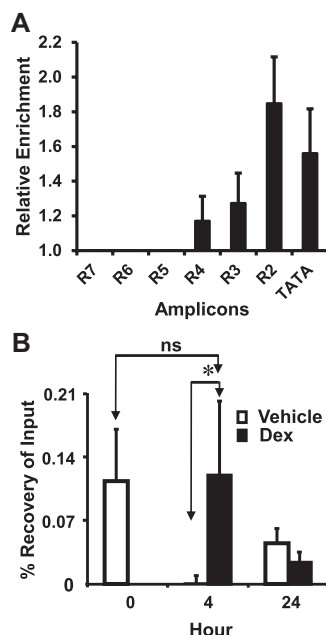 A
Relative Enrichment
2.2
2.0
1.8
1.6
1.4
1.2
1.0
R7 R6 R5 R4 R3 R2 TATA
Amplicons
B
ns
*
% Recovery of Input
0.21
0.14
0.07
0
Vehicle
Dex
0 4 24
Hour